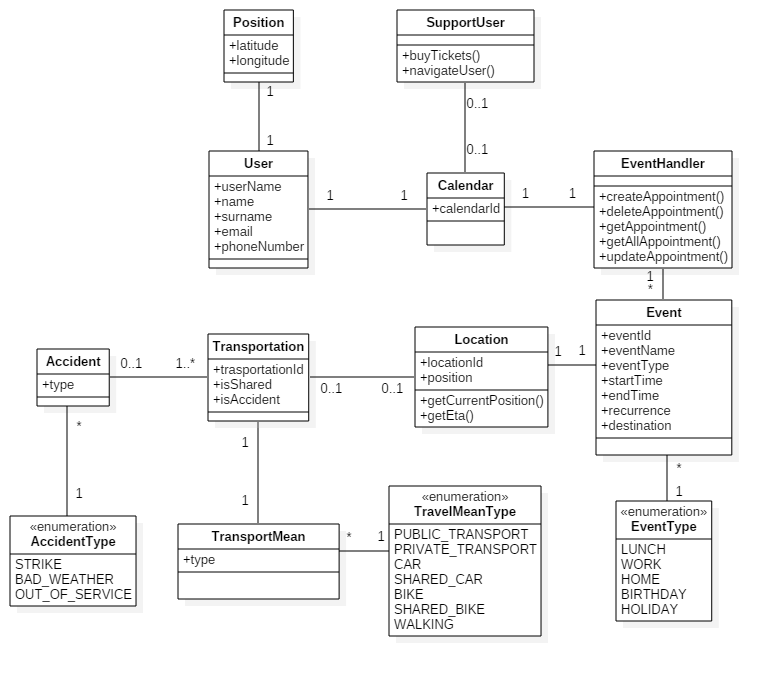 Position
+latitude
+longitude
SupportUser
+buyTickets()
+navigateUser()
1
1
0..1
0..1
User
+userName
+name
+surname
+email
+phoneNumber
1
1
Calendar
+calendarId
1
1
EventHandler
+createAppointment()
+deleteAppointment()
+getAppointment()
+getAllAppointment()
+updateAppointment()
1
*
Event
+eventId
+eventName
+eventType
+startTime
+endTime
+recurrence
+destination
Accident
+type
0..1
1..*
Transportation
+trasportationId
+isShared
+isAccident
0..1
0..1
Location
+locationId
+position
+getCurrentPosition()
+getEta()
1
1
*
1
1
1
*
1
«enumeration»
AccidentType
STRIKE
BAD_WEATHER
OUT_OF_SERVICE
TransportMean
+type
*
1
«enumeration»
TravelMeanType
PUBLIC_TRANSPORT
PRIVATE_TRANSPORT
CAR
SHARED_CAR
BIKE
SHARED_BIKE
WALKING
«enumeration»
EventType
LUNCH
WORK
HOME
BIRTHDAY
HOLIDAY